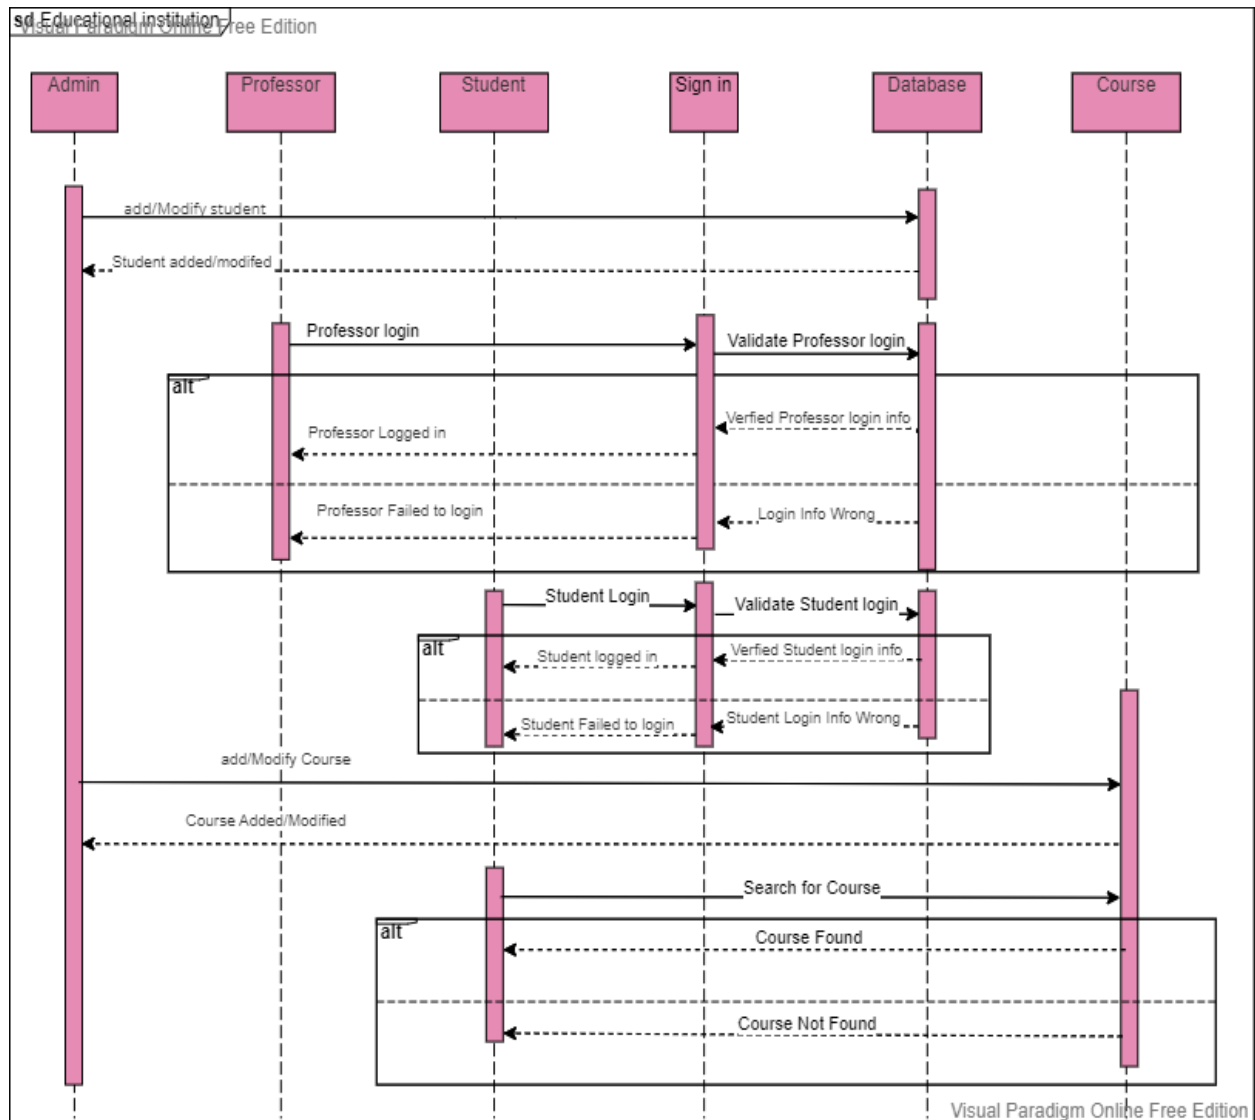 sd Educational institution
Visual Paradigm Online Free Edition
Admin
Professor
Student
Sign in
Database
Course
add/Modify student
Student added/modifed
Professor login
Validate Professor login
alt
Verfied Professor login info
Professor Logged in
Professor Failed to login
Login Info Wrong
Student Login
Validate Student login
alt
Student logged in
Verfied Student login info
Student Failed to login
Student Login Info Wrong
add/Modify Course
Course Added/Modified
Search for Course
alt
Course Found
Course Not Found
Visual Paradigm Online Free Edition